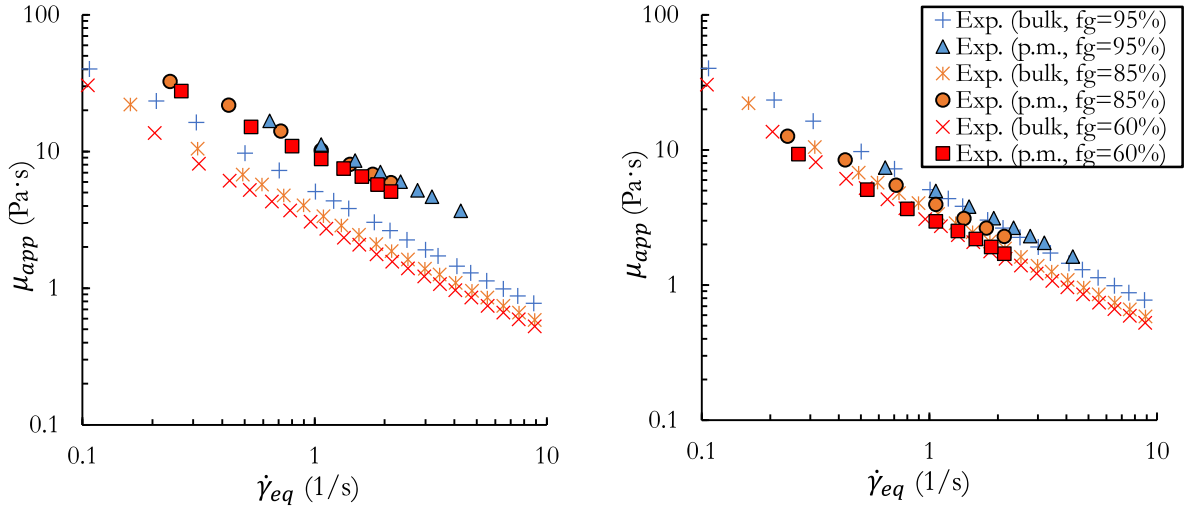 100
10
1
0.1
0.1
1
10
μapp (Pa·s)
γ̇eq (1/s)
100
10
1
0.1
0.1
1
10
μapp (Pa·s)
γ̇eq (1/s)
Exp. (bulk, fg=95%)
Exp. (p.m., fg=95%)
Exp. (bulk, fg=85%)
Exp. (p.m., fg=85%)
Exp. (bulk, fg=60%)
Exp. (p.m., fg=60%)